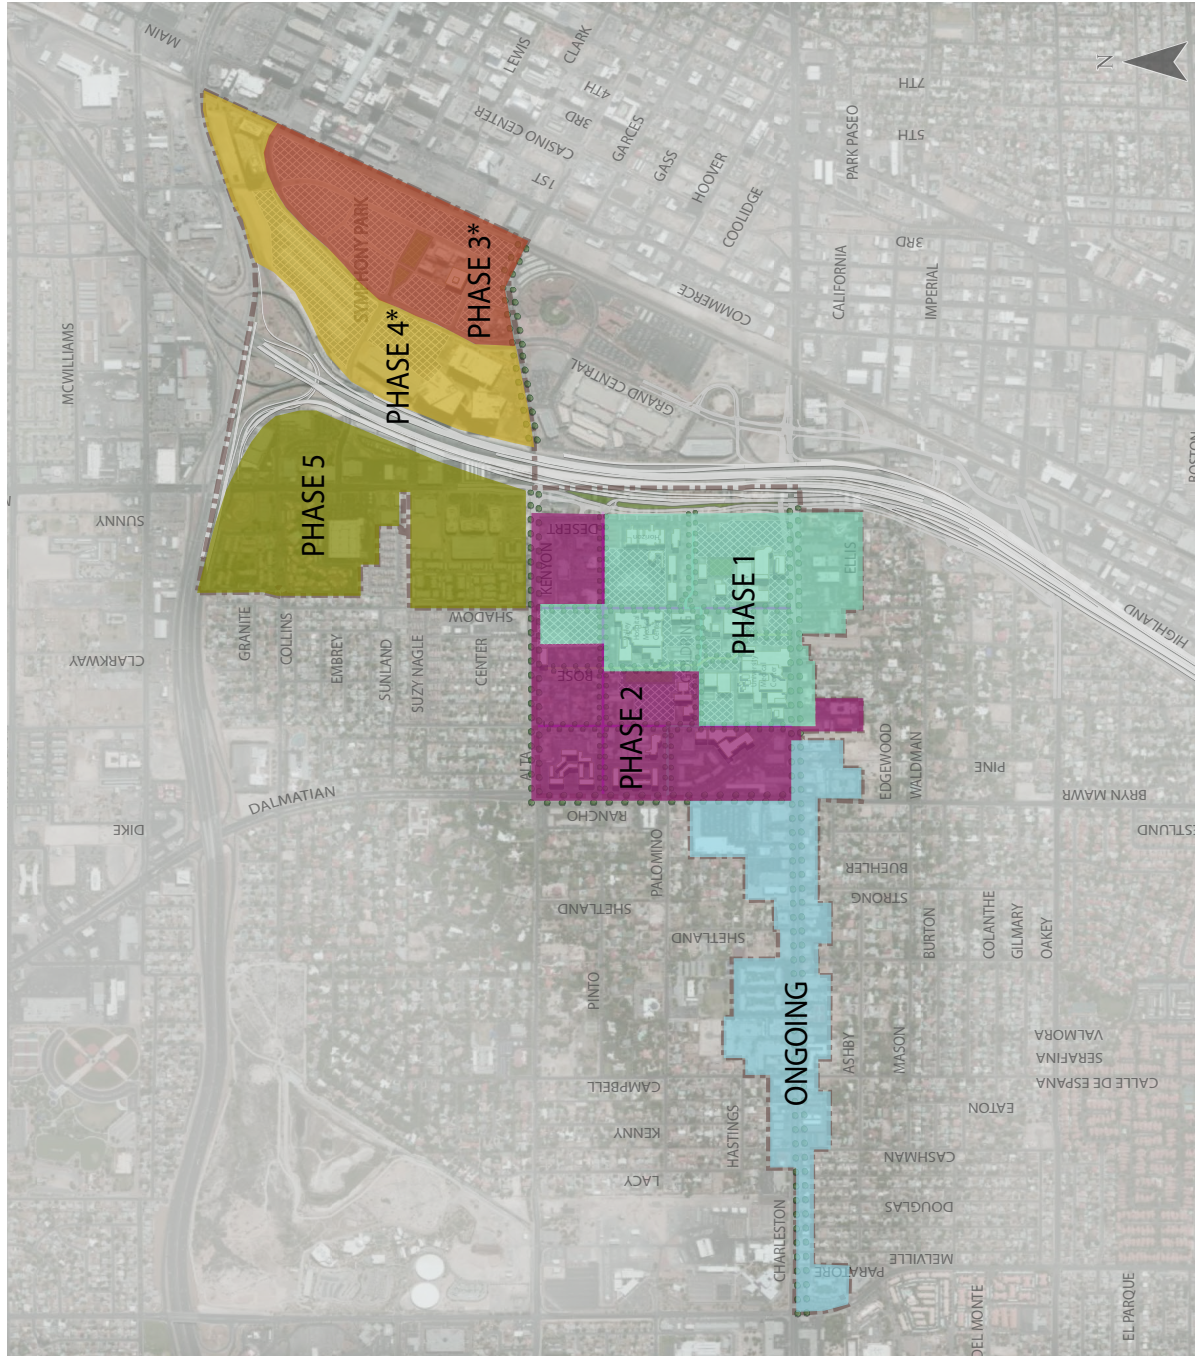 MAIN
LEWIS
CLARK
4TH
3RD
CASINO CENTER
GARCES
1ST
GASS
HOOVER
COOLIDGE
N
7TH
5TH
PARK PASEO
3RD
CALIFORNIA
IMPERIAL
COMMERCE
GRAND CENTRAL
SYMPHONY PARK
PHASE 3*
PHASE 4*
MCWILLIAMS
PHASE 5
SUNNY
CLARKWAY
GRANITE
COLLINS
EMBREY
SUNLAND
SUZY NAGLE
CENTER
SHADOW
DESERT
KENYON
ROSE
PHASE 1
ELLIS
HIGHLAND
PHASE 2
ALTA
RANCHO
DALMATIAN
DIKE
EDGEWOOD
WALDMAN
PINE
BRYN MAWR
PALOMINO
BUEHLER
STRONG
SHETLAND
SHETLAND
BURTON
COLANTHE
GILMARY
OAKEY
PINTO
ONGOING
ASHBY
MASON
VALMORA
SERAFINA
CALLE DE ESPANA
CAMPBELL
EATON
KENNY
HASTINGS
LACY
CASHMAN
DOUGLAS
CHARLESTON
MELVILLE
PARATORE
DEL MONTE
EL PARQUE